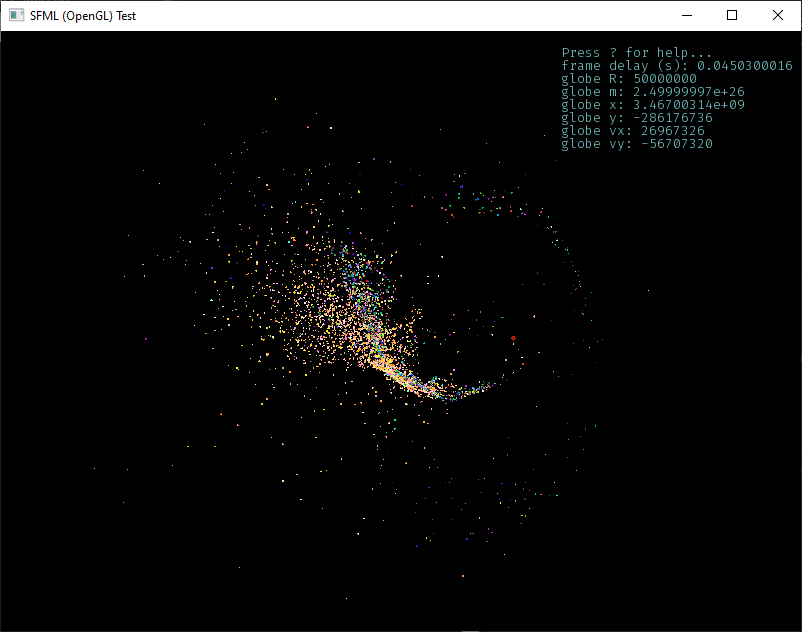 SFML (OpenGL) Test
Press ? for help...
frame delay (s): 0.0450300016
globe R: 50000000
globe m: 2.49999997e+26
globe x: 3.46700314e+09
globe y: -286176736
globe vx: 26967326
globe vy: -56707320